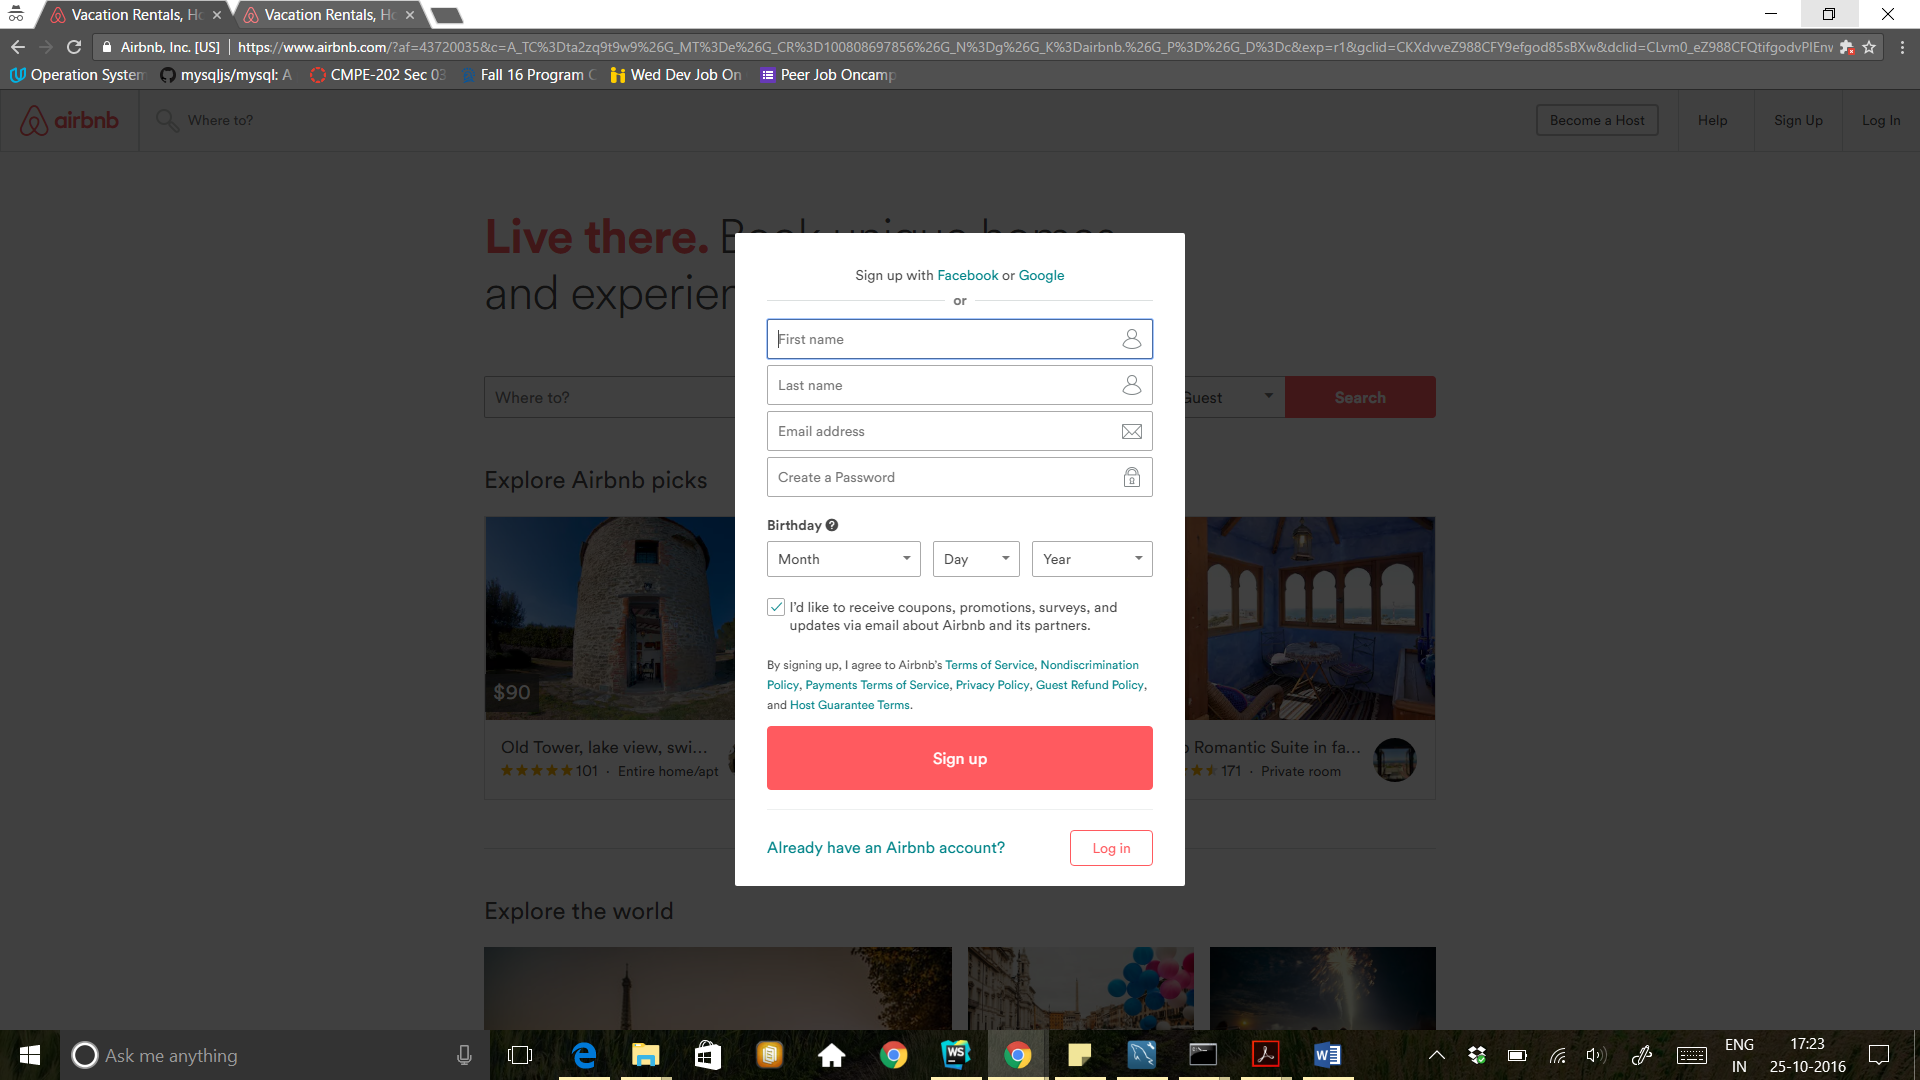 Vacation Rentals, Ho
Vacation Rentals, Ho
Airbnb, Inc. [US]
https://www.airbnb.com/?af=43720035&c=A_TC%3Dta2zq9t9w9%26G_MT%3De%26G_CR%3D100808697856%26G_N%3Dg%26G_K%3Dairbnb.%26G_P%3D%26G_D%3Dc&exp=r1&gclid=CKXdvveZ988CFY9efgod85sBXw&dclid=CLvm0_eZ988CFQtifgodvPIEnw
Operation System
mysqljs/mysql: A
CMPE-202 Sec 03
Fall 16 Program C
Wed Dev Job On
Peer Job Oncamp
airbnb
Where to?
Become a Host
Help
Sign Up
Log In
Live there. Book unique homes
and experien
Where to?
Guest
Search
Sign up with Facebook or Google
or
First name
Last name
Email address
Create a Password
Birthday ?
Month
Day
Year
I'd like to receive coupons, promotions, surveys, and
updates via email about Airbnb and its partners.
By signing up, I agree to Airbnb's Terms of Service, Nondiscrimination
Policy, Payments Terms of Service, Privacy Policy, Guest Refund Policy,
and Host Guarantee Terms.
Sign up
Already have an Airbnb account?
Log in
Explore Airbnb picks
$90
Old Tower, lake view, swi...
101 · Entire home/apt
Romantic Suite in fa...
171 · Private room
Explore the world
Ask me anything
WS
ENG
IN
17:23
25-10-2016